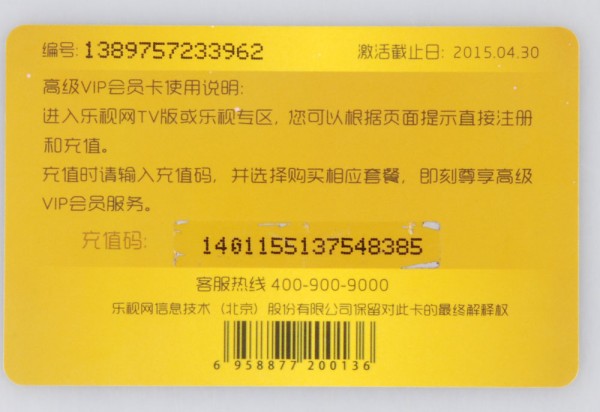 编号: 1389757233962
激活截止日: 2015.04.30
高级VIP会员卡使用说明:
进入乐视网TV版或乐视专区, 您可以根据页面提示直接注册
和充值。
充值时请输入充值码, 并选择购买相应套餐, 即刻尊享高级
VIP会员服务。
充值码: 1401155137548385
客服热线 400-900-9000
乐视网信息技术 (北京) 股份有限公司保留对此卡的最终解释权
6 958877 200136